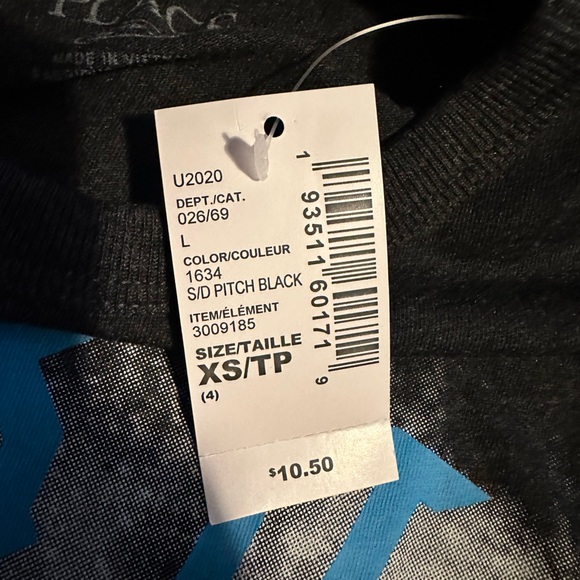 PLACE
MADE IN VIETNAM
U2020
DEPT./CAT.
026/69
L
COLOR/COULEUR
1634
S/D PITCH BLACK
ITEM/ÉLÉMENT
3009185
SIZE/TAILLE
XS/TP
(4)
1 93511 60171 9
$10.50